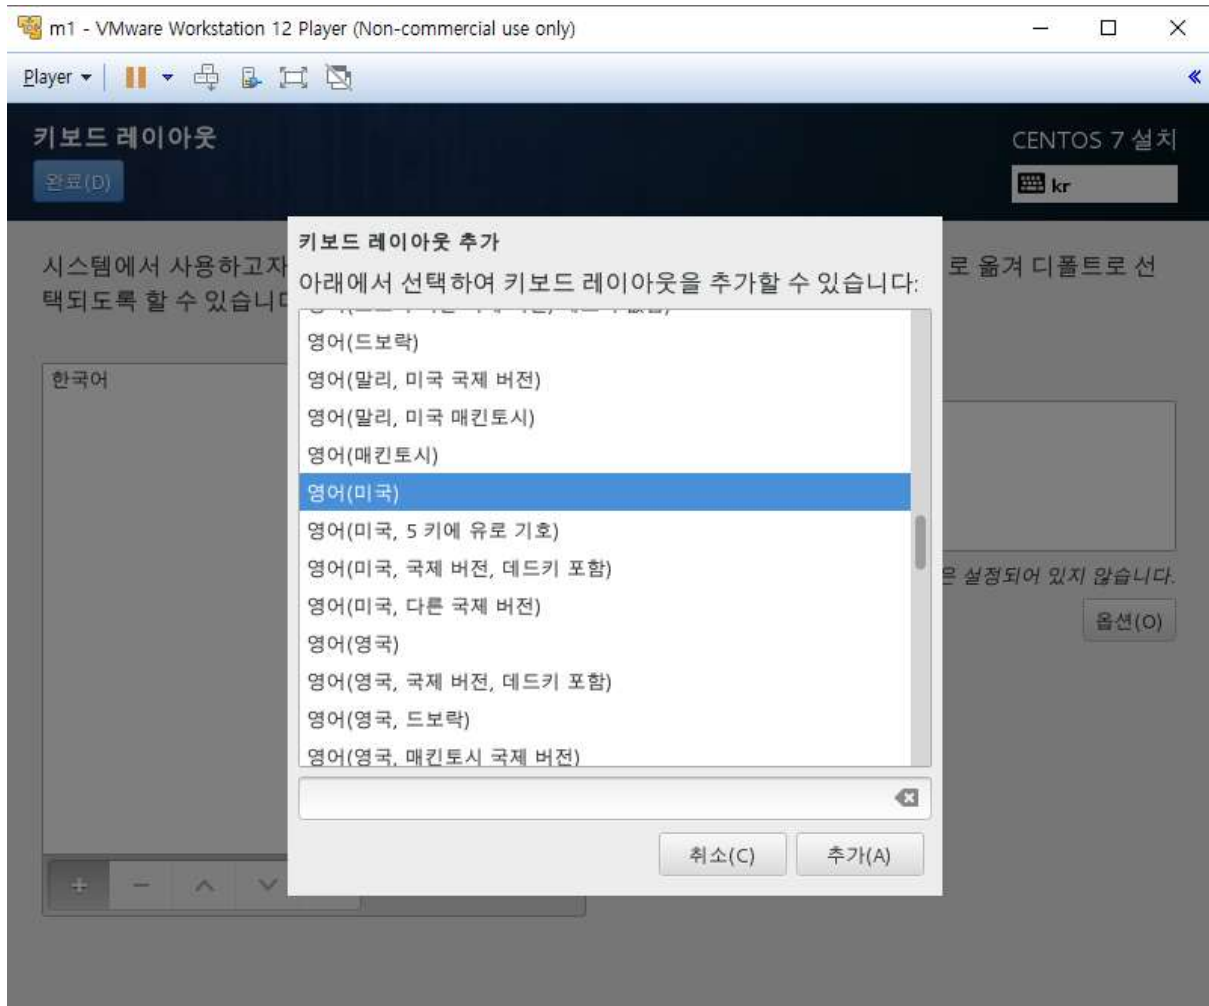 m1 - VMware Workstation 12 Player (Non-commercial use only)
Player
키보드 레이아웃
CENTOS 7 설치
완료(D)
kr
시스템에서 사용하고자
로 옮겨 디폴트로 선
택되도록 할 수 있습니다
한국어
키보드 레이아웃 추가
아래에서 선택하여 키보드 레이아웃을 추가할 수 있습니다:
영어(드보락)
영어(말리, 미국 국제 버전)
영어(말리, 미국 매킨토시)
영어(매킨토시)
영어(미국)
영어(미국, 5 키에 유로 기호)
영어(미국, 국제 버전, 데드키 포함)
영어(미국, 다른 국제 버전)
영어(영국)
영어(영국, 국제 버전, 데드키 포함)
영어(영국, 드보락)
영어(영국, 매킨토시 국제 버전)
은 설정되어 있지 않습니다.
옵션(O)
취소(C)
추가(A)